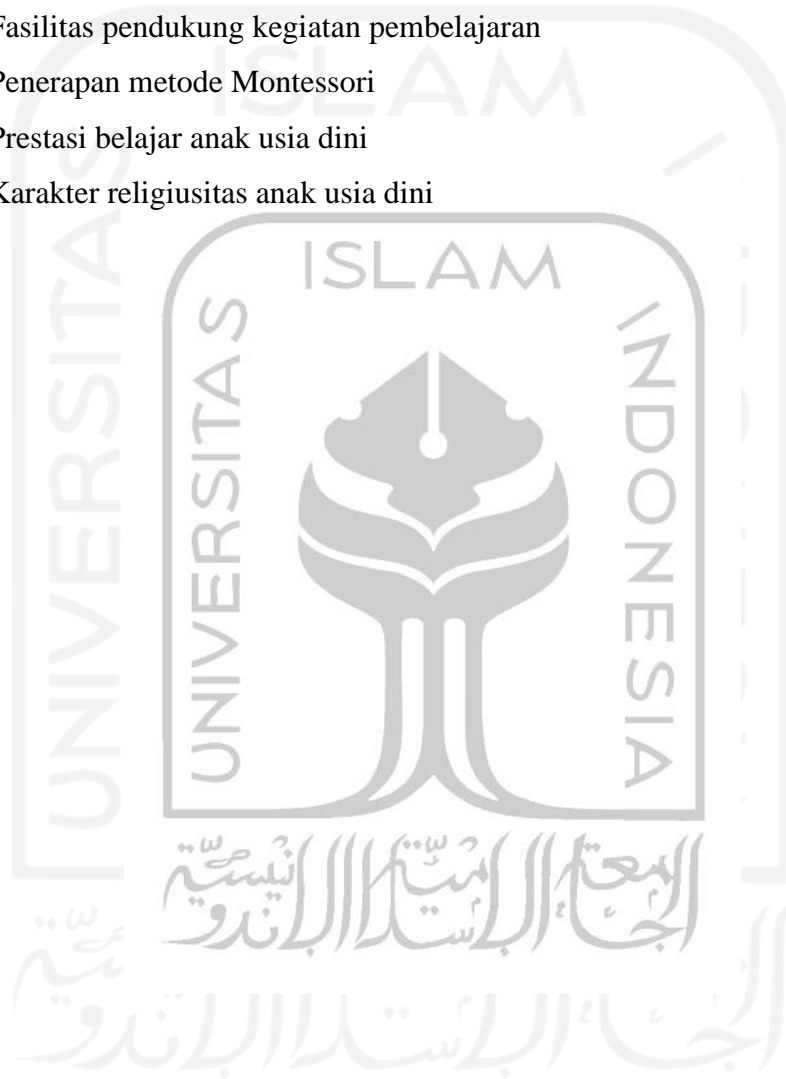 Fasilitas pendukung kegiatan pembelajaran
Penerapan metode Montessori
Prestasi belajar anak usia dini
Karakter religiusitas anak usia dini
ISLAM
UNIVERSITAS
INDONESIA
الجامعة الإسلامية الإندونيسية